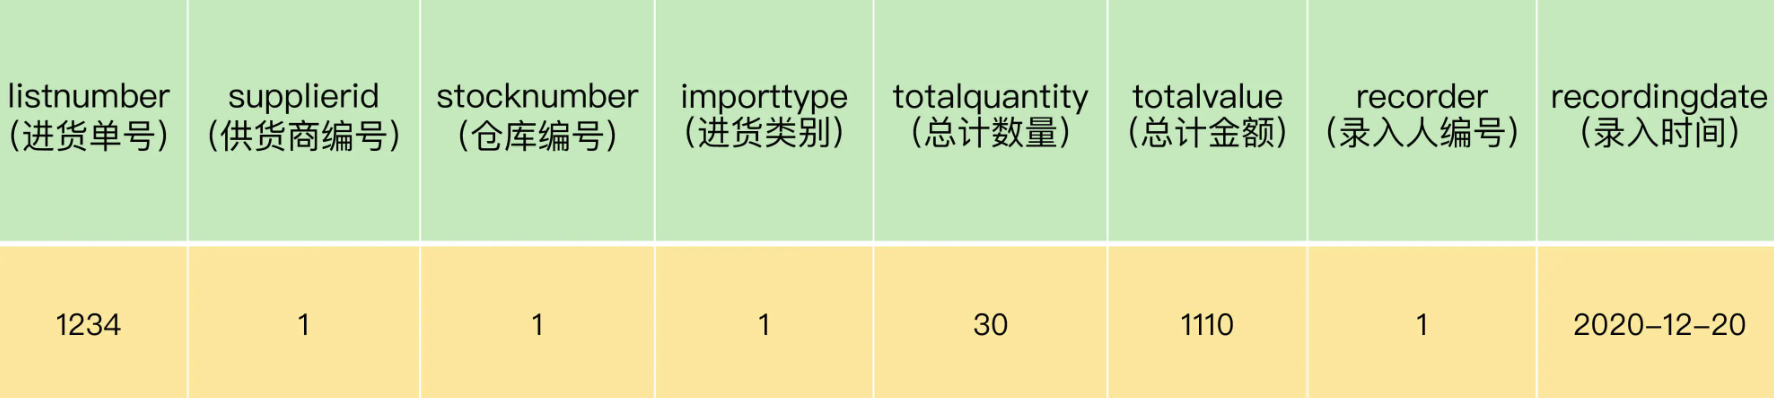 listnumber
（进货单号）
supplierid
（供货商编号）
stocknumber
（仓库编号）
importtype
（进货类别）
totalquantity
（总计数量）
totalvalue
（总计金额）
recorder
（录入人编号）
recordingdate
（录入时间）
1234
1
1
1
30
1110
1
2020-12-20